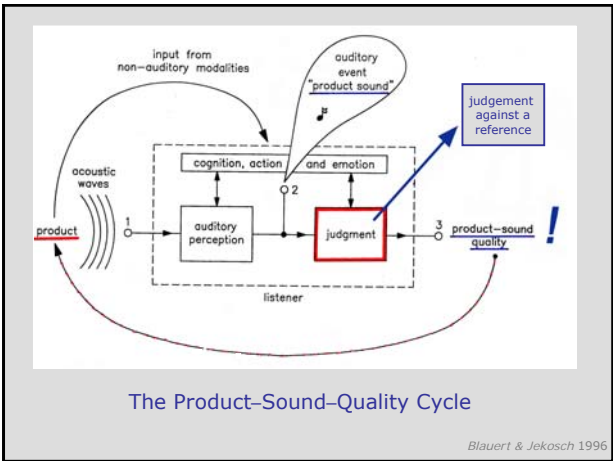 input from
non-auditory modalities
auditory
event
"product sound"
judgement
against a
reference
cognition, action and emotion
acoustic
waves
2
product
1
auditory
perception
judgment
3
product-sound
quality
!
listener
The Product–Sound–Quality Cycle
Blauert & Jekosch 1996